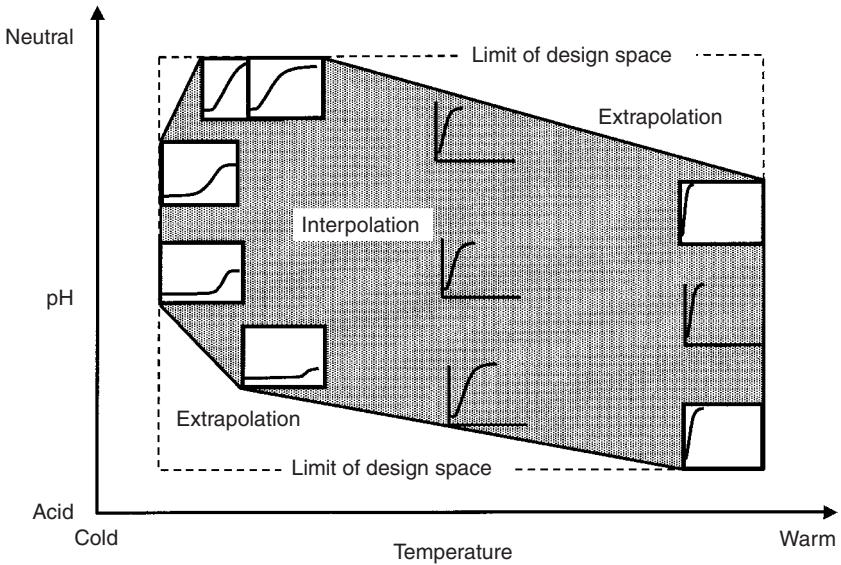 Neutral
Limit of design space
Extrapolation
Interpolation
pH
Extrapolation
Limit of design space
Acid
Cold
Temperature
Warm